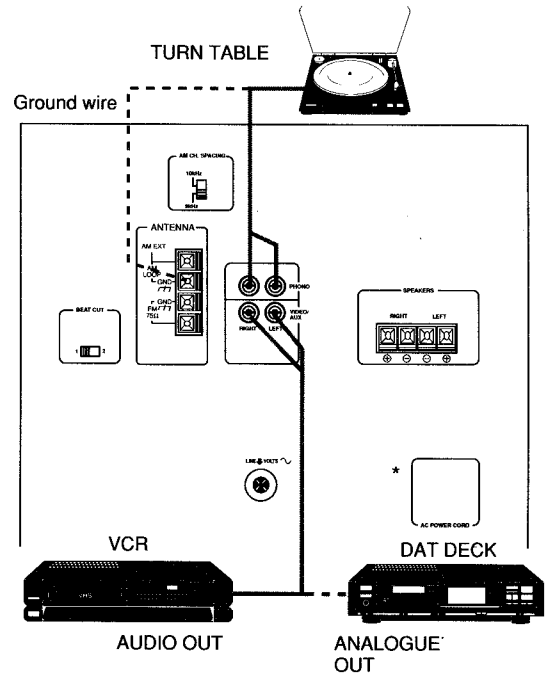 TURN TABLE
Ground wire
AM CH. SPACING
10kHz
9kHz
ANTENNA
AM EXT
AM
LOOP
GND
GND
FM
75Ω
PHONO
VIDEO/
AUX
RIGHT LEFT
BEAT CUT
1 2
SPEAKERS
RIGHT LEFT
⊕ ⊖ ⊖ ⊕
LINE VOLTS
*
AC POWER CORD
VCR
DAT DECK
VHS
AUDIO OUT
ANALOGUE
OUT